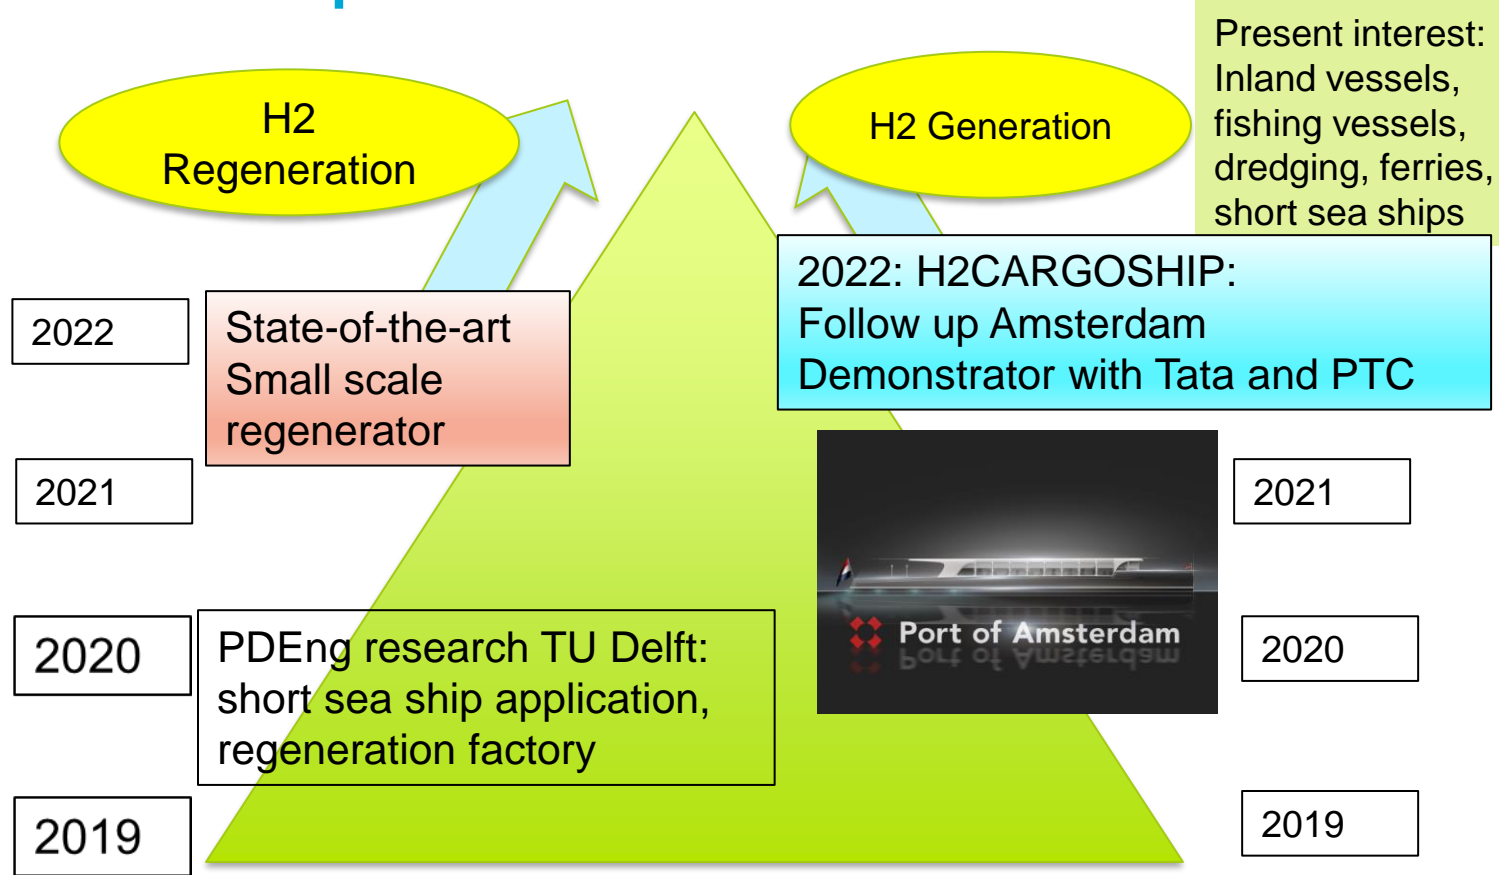 H2
Regeneration
H2 Generation
Present interest:
Inland vessels,
fishing vessels,
dredging, ferries,
short sea ships
2022: H2CARGOSHIP:
Follow up Amsterdam
Demonstrator with Tata and PTC
2022
State-of-the-art
Small scale
regenerator
2021
2021
Port of Amsterdam
2020
PDEng research TU Delft:
short sea ship application,
regeneration factory
2020
2019
2019